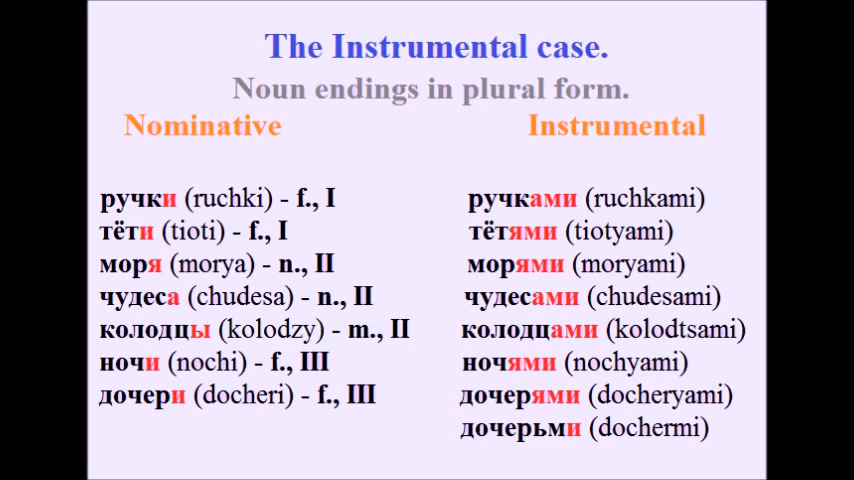 The Instrumental case.
Noun endings in plural form.
Nominative Instrumental
ручки (ruchki) - f., I ручками (ruchkami)
тёти (tioti) - f., I тётями (tiotyami)
моря (morya) - n., II морями (moryami)
чудеса (chudesa) - n., II чудесами (chudesami)
колодцы (kolodzy) - m., II колодцами (kolodtsami)
ночи (nochi) - f., III ночями (nochyami)
дочери (docheri) - f., III дочерями (docheryami)
дочерьми (dochermi)